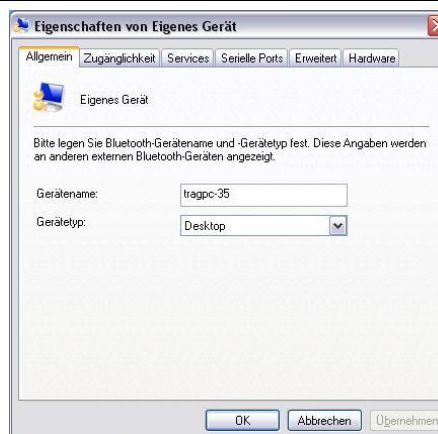 Eigenschaften von Eigenes Gerät
Allgemein Zugänglichkeit Services Serielle Ports Erweitert Hardware
Eigenes Gerät
Bitte legen Sie Bluetooth-Gerätename und -Gerätetyp fest. Diese Angaben werden
an anderen externen Bluetooth-Geräten angezeigt.
Gerätename: tragpc-35
Gerätetyp: Desktop
OK Abbrechen Übernehmen